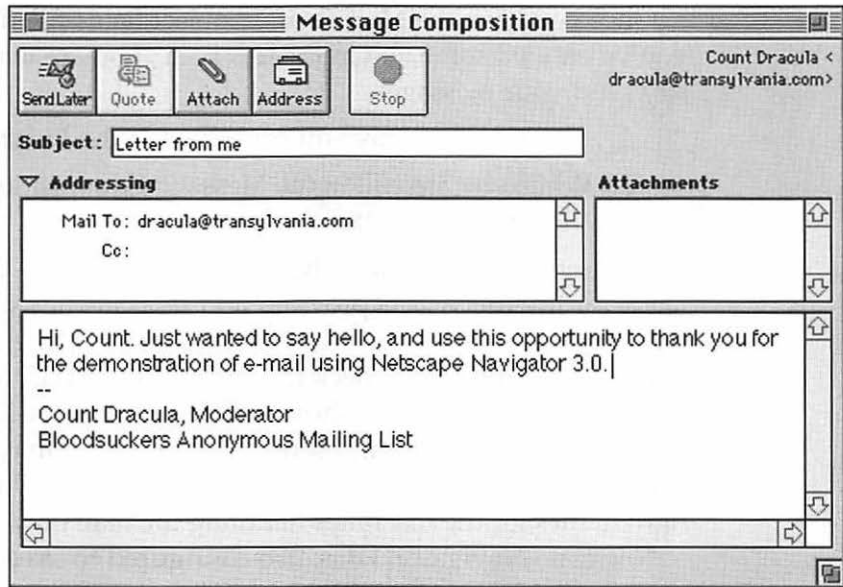 Message Composition
Send Later Quote Attach Address Stop
Count Dracula <
dracula@transylvania.com>
Subject: Letter from me
Addressing Attachments
Mail To: dracula@transylvania.com
Cc:
Hi, Count. Just wanted to say hello, and use this opportunity to thank you for
the demonstration of e-mail using Netscape Navigator 3.0.
--
Count Dracula, Moderator
Bloodsuckers Anonymous Mailing List